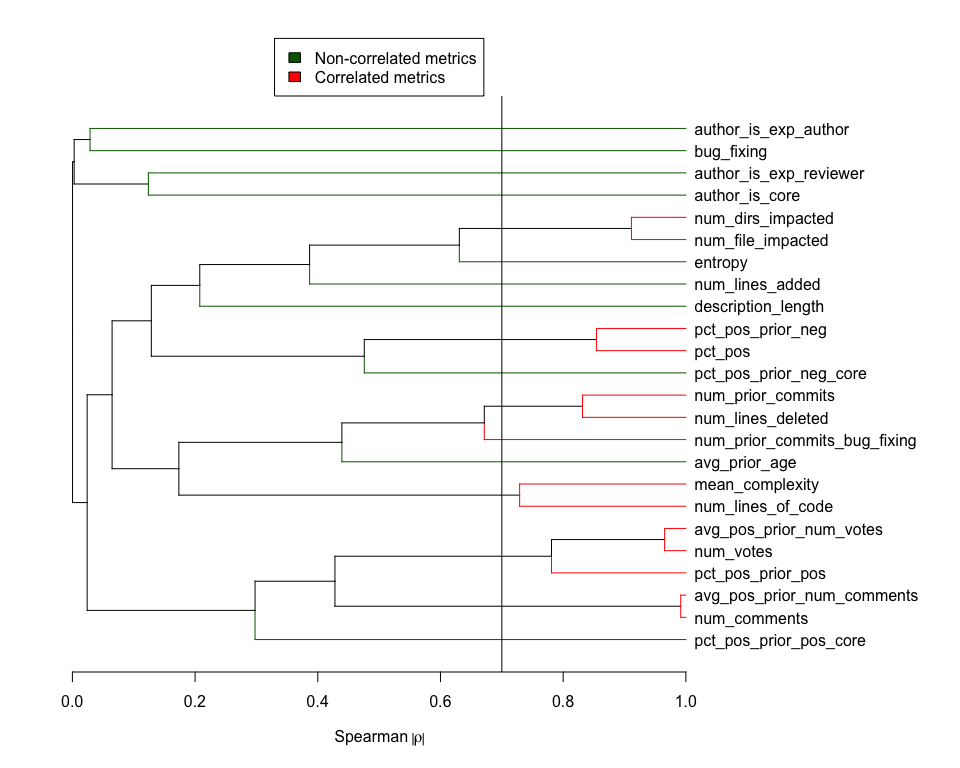 Non-correlated metrics
Correlated metrics
author_is_exp_author
bug_fixing
author_is_exp_reviewer
author_is_core
num_dirs_impacted
num_file_impacted
entropy
num_lines_added
description_length
pct_pos_prior_neg
pct_pos
pct_pos_prior_neg_core
num_prior_commits
num_lines_deleted
num_prior_commits_bug_fixing
avg_prior_age
mean_complexity
num_lines_of_code
avg_pos_prior_num_votes
num_votes
pct_pos_prior_pos
avg_pos_prior_num_comments
num_comments
pct_pos_prior_pos_core
0.0 0.2 0.4 0.6 0.8 1.0
Spearman |ρ|